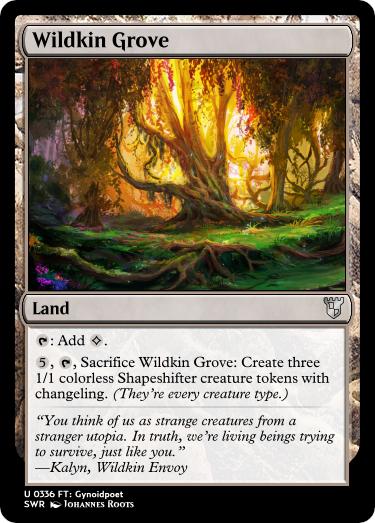 Wildkin Grove
Land
: Add .
5, , Sacrifice Wildkin Grove: Create three
1/1 colorless Shapeshifter creature tokens with
changeling. (They're every creature type.)
“You think of us as strange creatures from a
stranger utopia. In truth, we're living beings trying
to survive, just like you.”
—Kalyn, Wildkin Envoy
U 0336 FT: Gynoidpoet
SWR Johannes Roots